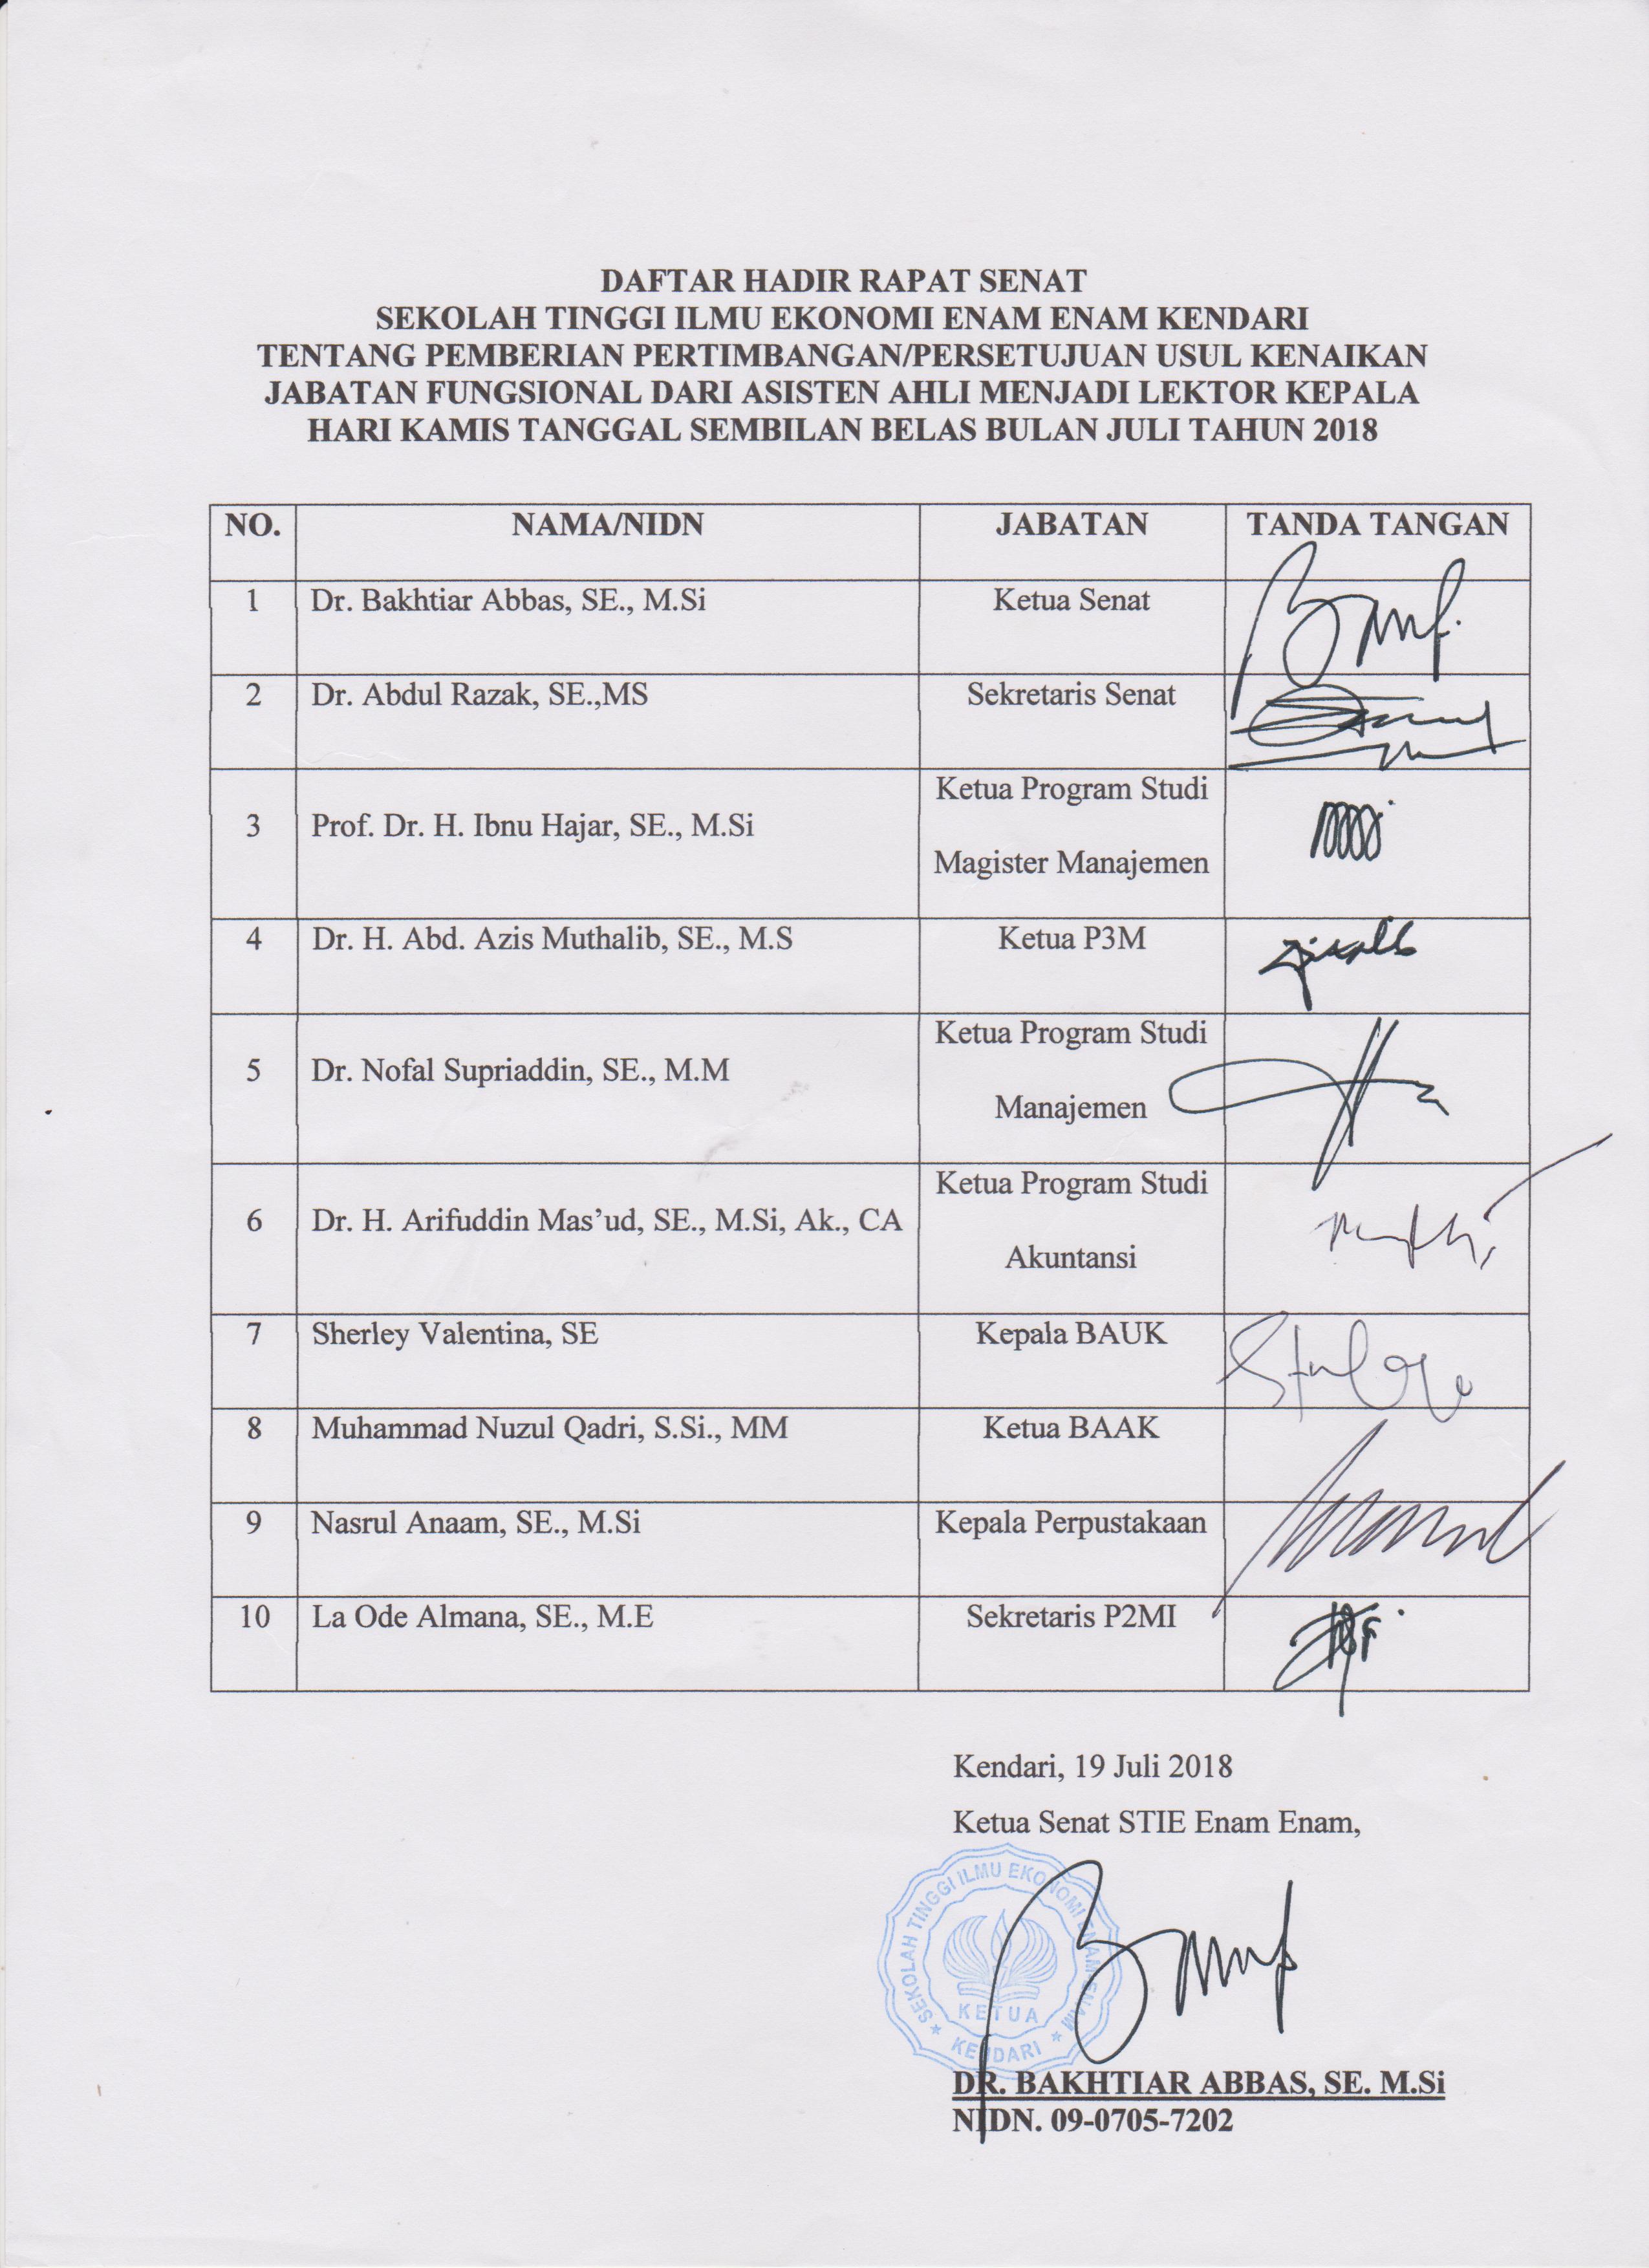 DAFTAR HADIR RAPAT SENAT
SEKOLAH TINGGI ILMU EKONOMI ENAM ENAM KENDARI
TENTANG PEMBERIAN PERTIMBANGAN/PERSETUJUAN USUL KENAIKAN
JABATAN FUNGSIONAL DARI ASISTEN AHLI MENJADI LEKTOR KEPALA
HARI KAMIS TANGGAL SEMBILAN BELAS BULAN JULI TAHUN 2018
NO. NAMA/NIDN JABATAN TANDA TANGAN
1 Dr. Bakhtiar Abbas, SE., M.Si Ketua Senat
2 Dr. Abdul Razak, SE.,MS Sekretaris Senat
Ketua Program Studi
3 Prof. Dr. H. Ibnu Hajar, SE., M.Si
Magister Manajemen
4 Dr. H. Abd. Azis Muthalib, SE., M.S Ketua P3M
Ketua Program Studi
5 Dr. Nofal Supriaddin, SE., M.M
Manajemen
Ketua Program Studi
6 Dr. H. Arifuddin Mas’ud, SE., M.Si, Ak., CA
Akuntansi
7 Sherley Valentina, SE Kepala BAUK
8 Muhammad Nuzul Qadri, S.Si., MM Ketua BAAK
9 Nasrul Anaam, SE., M.Si Kepala Perpustakaan
10 La Ode Almana, SE., M.E Sekretaris P2MI
Kendari, 19 Juli 2018
Ketua Senat STIE Enam Enam,
SEKOLAH TINGGI ILMU EKONOMI ENAM ENAM
KETUA
KENDARI
DR. BAKHTIAR ABBAS, SE. M.Si
NIDN. 09-0705-7202